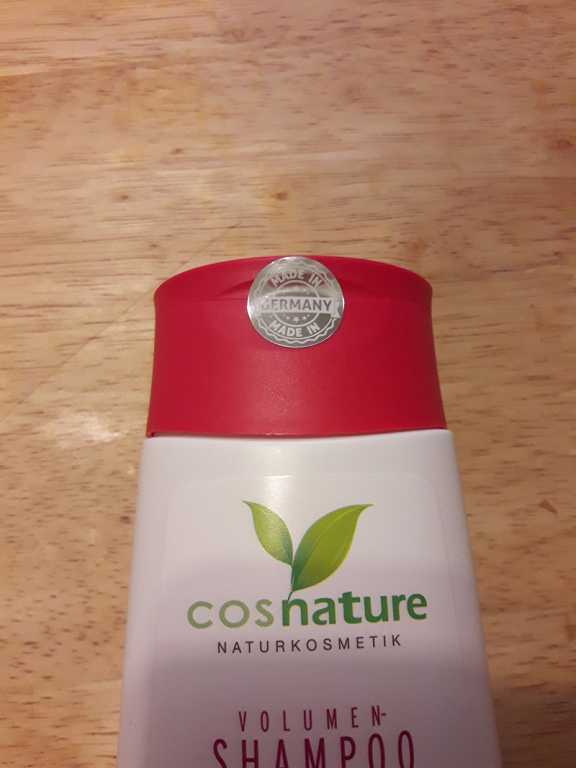 MADE IN
GERMANY
MADE IN
cosnature
NATURKOSMETIK
VOLUMEN-
SHAMPOO